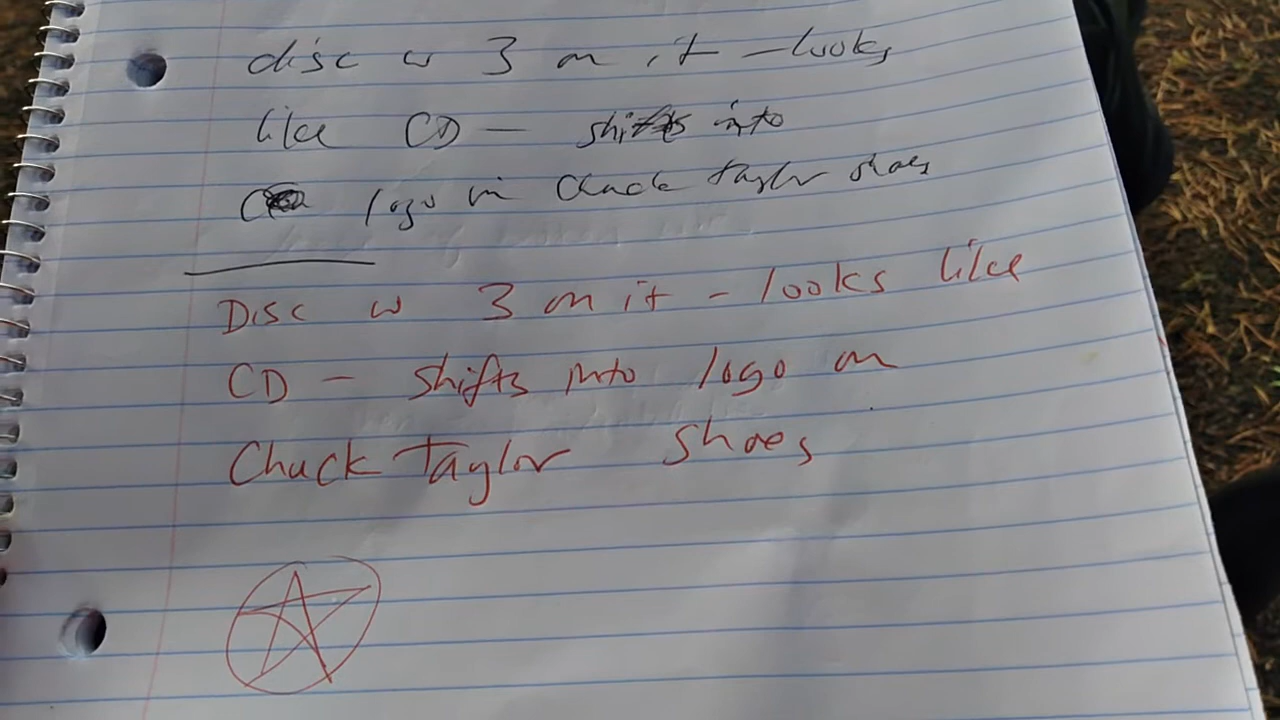 disc w 3 on it - looks
like CD - shifts into
logo in Chuck Taylor shoes
Disc w 3 on it - looks like
CD - shifts into logo on
Chuck Taylor shoes